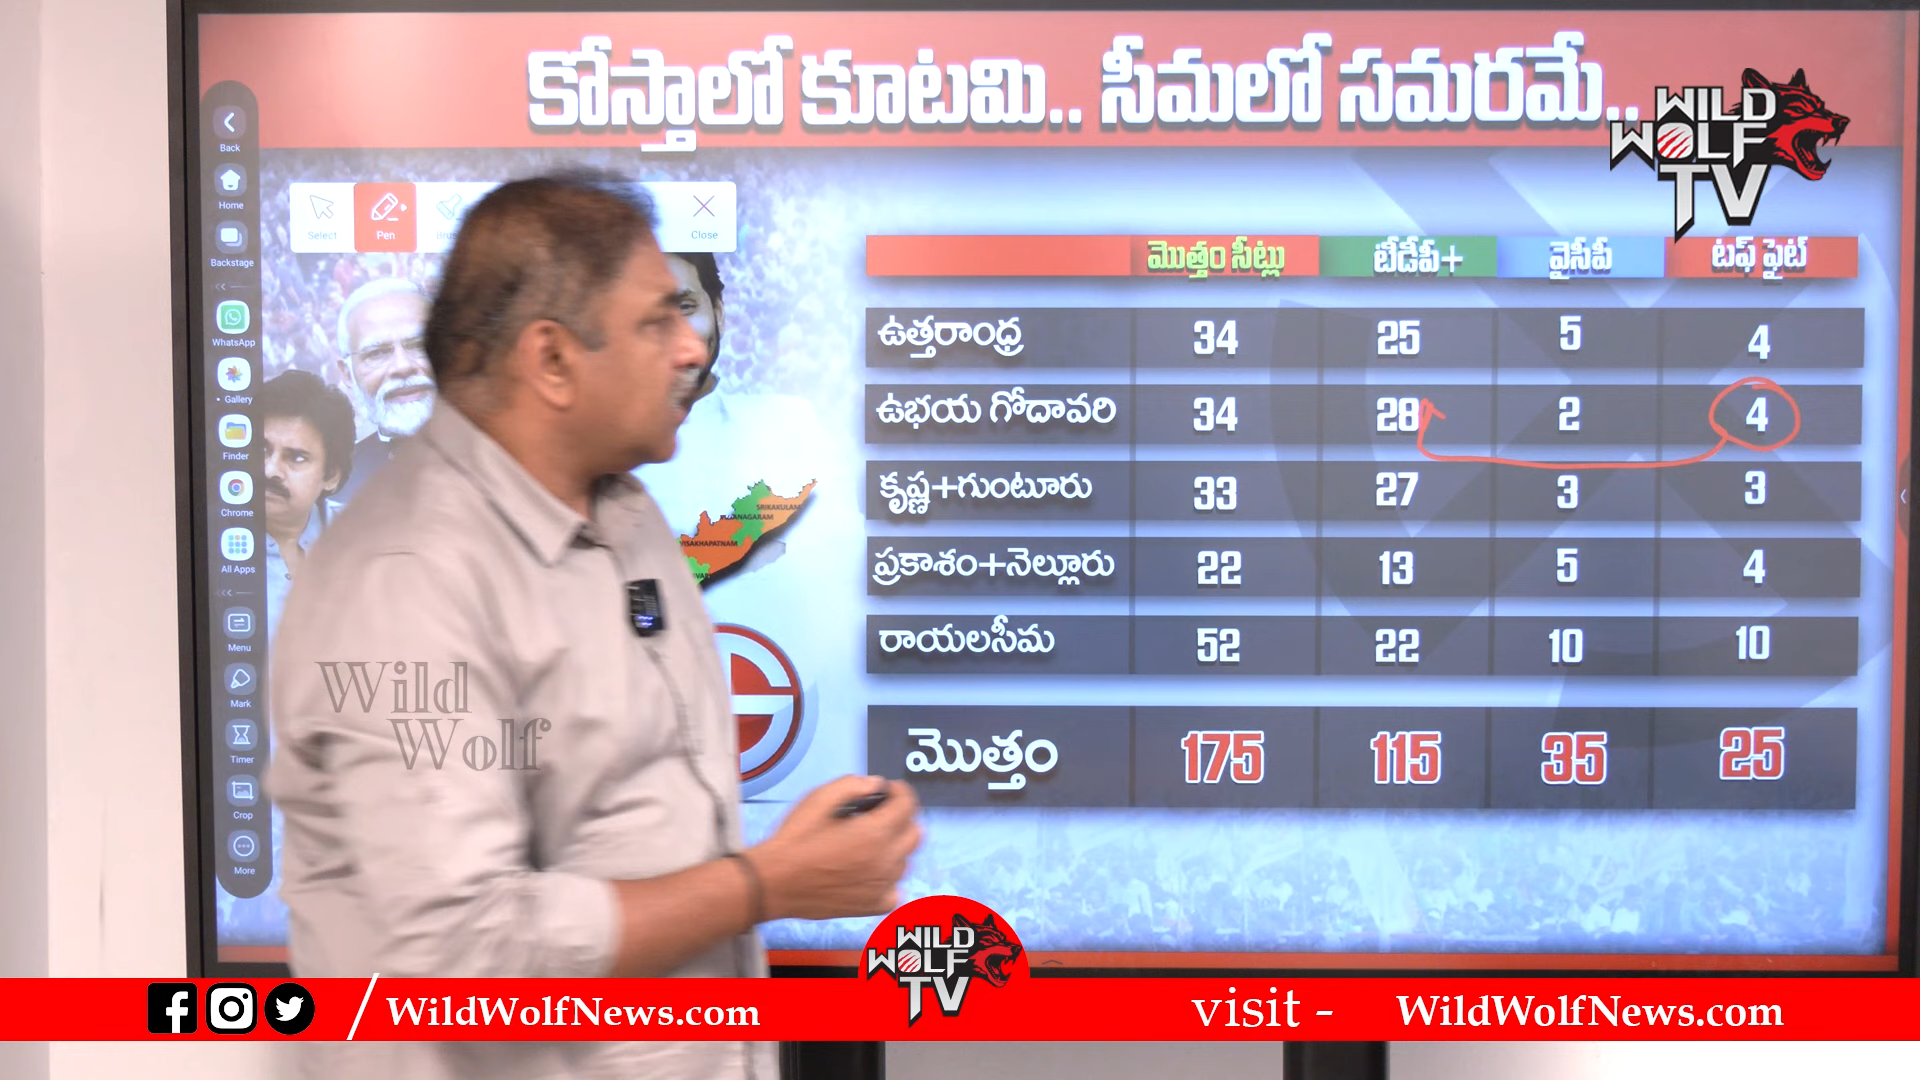 కోస్తాలో కూటమి.. సీమలో సమరమే..
WILD
WOLF
TV
Back
Home
Backstage
WhatsApp
Gallery
Finder
Chrome
All Apps
Menu
Mark
Timer
Crop
More
Select Pen Close
మొత్తం సీట్లు టీడీపీ+ వైసీపీ టఫ్ ఫైట్
ఉత్తరాంధ్ర 34 25 5 4
ఉభయ గోదావరి 34 28 2 4
కృష్ణ+గుంటూరు 33 27 3 3
ప్రకాశం+నెల్లూరు 22 13 5 4
రాయలసీమ 52 22 10 10
మొత్తం 175 115 35 25
SRIKAKULAM
VISAKHAPATNAM
Wild
Wolf
WILD
WOLF
TV
WildWolfNews.com
visit - WildWolfNews.com